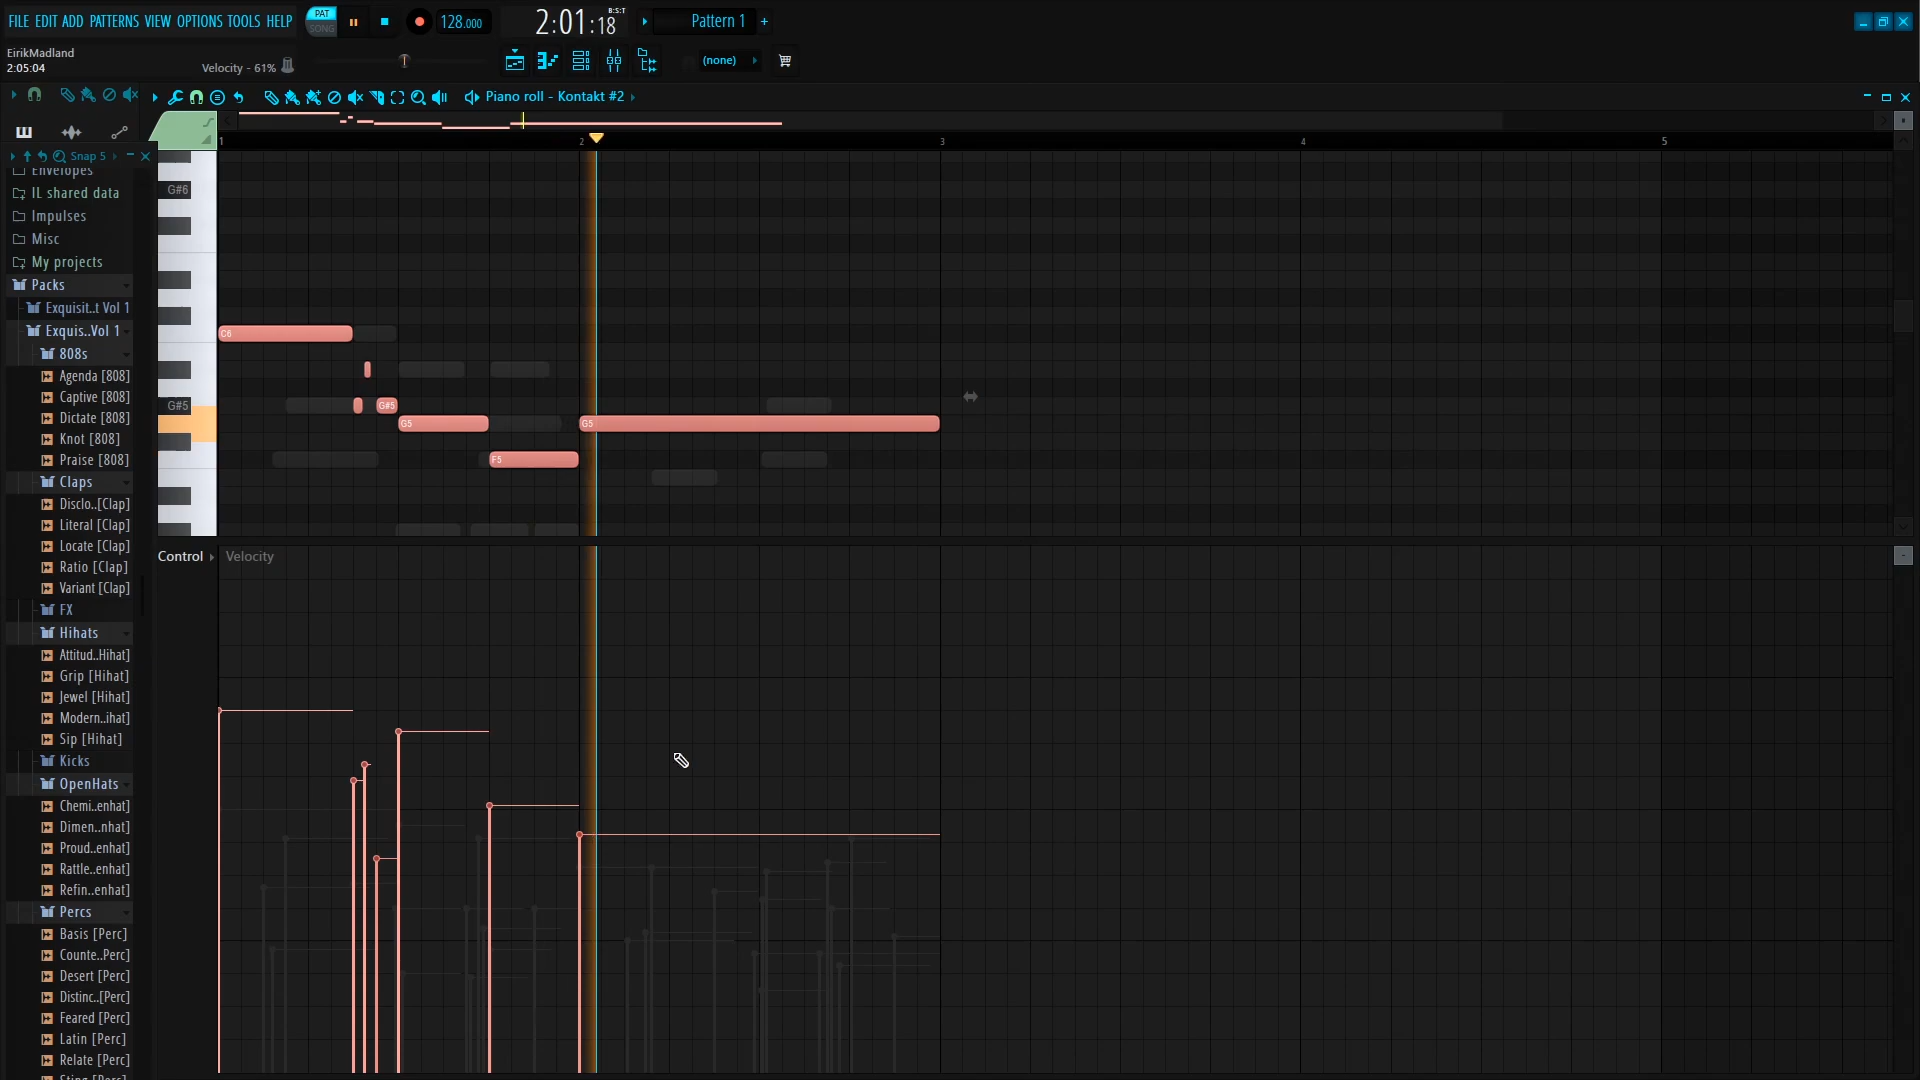 FILE EDIT ADD PATTERNS VIEW OPTIONS TOOLS HELP
PAT
SONG
128.000
2:01:18
B:S:T
Pattern 1
EirikMadland
2:05:04
Velocity - 61%
(none)
Piano roll - Kontakt #2
1
2
3
4
5
Snap 5
Envelopes
IL shared data
Impulses
Misc
My projects
Packs
Exquisit..t Vol 1
Exquis..Vol 1
808s
Agenda [808]
Captive [808]
Dictate [808]
Knot [808]
Praise [808]
Claps
Disclo..[Clap]
Literal [Clap]
Locate [Clap]
Ratio [Clap]
Variant [Clap]
FX
Hihats
Attitud..Hihat]
Grip [Hihat]
Jewel [Hihat]
Modern..ihat]
Sip [Hihat]
Kicks
OpenHats
Chemi..enhat]
Dimen..nhat]
Proud..enhat]
Rattle..enhat]
Refin..enhat]
Percs
Basis [Perc]
Counte..Perc]
Desert [Perc]
Distinc..[Perc]
Feared [Perc]
Latin [Perc]
Relate [Perc]
Sting [Perc]
G#6
C6
G#5
G#5
G5
G5
F5
Control
Velocity